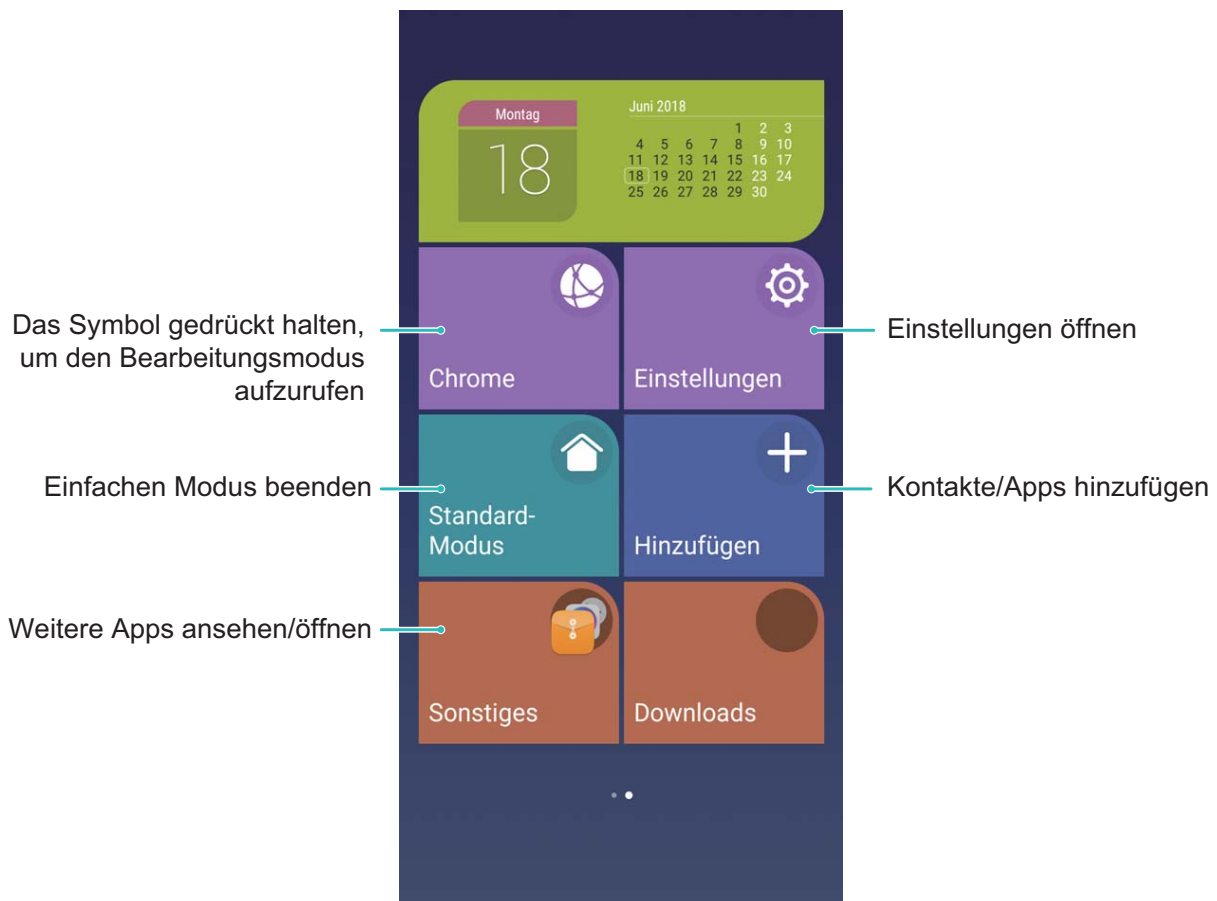 Montag
18
Juni 2018
1 2 3
4 5 6 7 8 9 10
11 12 13 14 15 16 17
18 19 20 21 22 23 24
25 26 27 28 29 30
Das Symbol gedrückt halten,
um den Bearbeitungsmodus
aufzurufen
Chrome
Einstellungen
Einstellungen öffnen
Einfachen Modus beenden
Standard-
Modus
Hinzufügen
Kontakte/Apps hinzufügen
Weitere Apps ansehen/öffnen
Sonstiges
Downloads